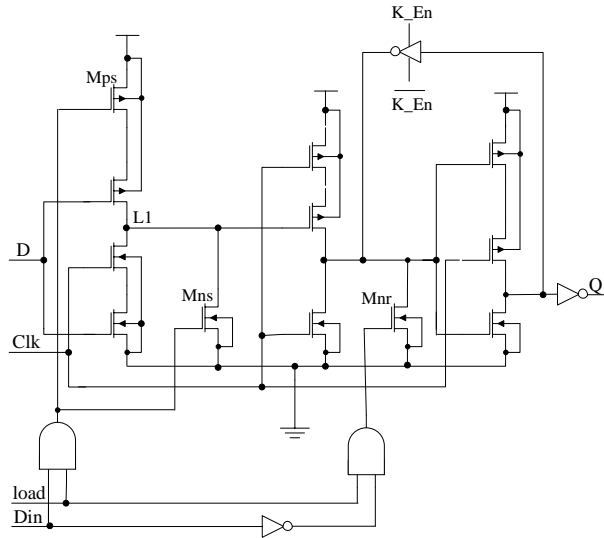 K_En
Mps
K_En
L1
D
Mns
Mnr
Q
Clk
load
Din